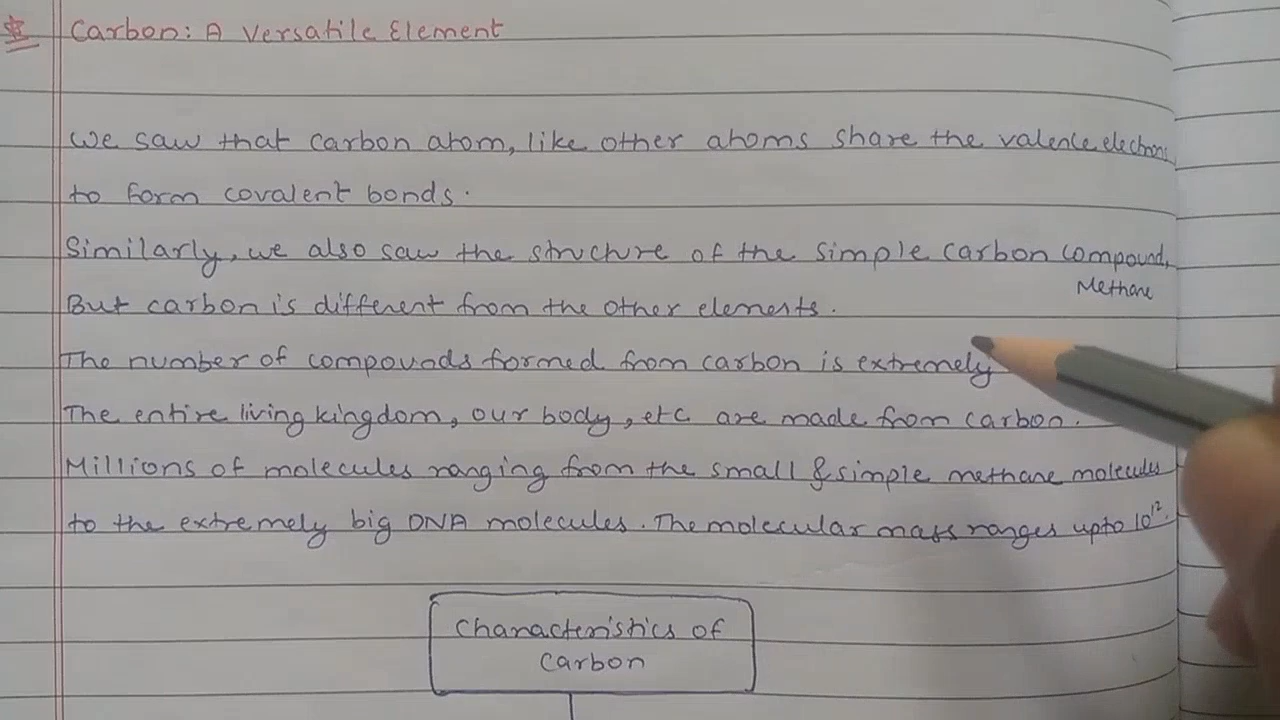 Carbon: A Versatile Element
We saw that carbon atom, like other atoms share the valence electrons
to form covalent bonds.
Similarly, we also saw the structure of the simple carbon compound,
Methane
But carbon is different from the other elements.
The number of compounds formed from carbon is extremely
The entire living kingdom, our body, etc are made from carbon.
Millions of molecules ranging from the small & simple methane molecules
to the extremely big DNA molecules. The molecular mass ranges upto 10¹².
Characteristics of
Carbon